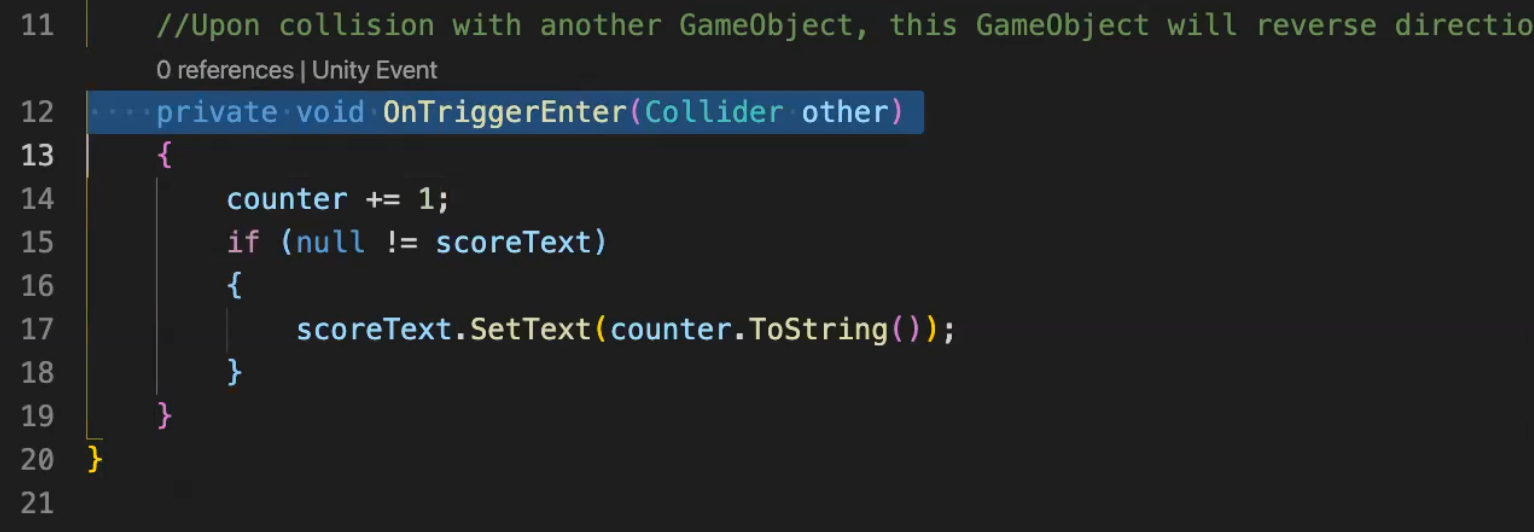 11 //Upon collision with another GameObject, this GameObject will reverse directio
0 references | Unity Event
12 private void OnTriggerEnter(Collider other)
13 {
14 counter += 1;
15 if (null != scoreText)
16 {
17 scoreText.SetText(counter.ToString());
18 }
19 }
20 }
21